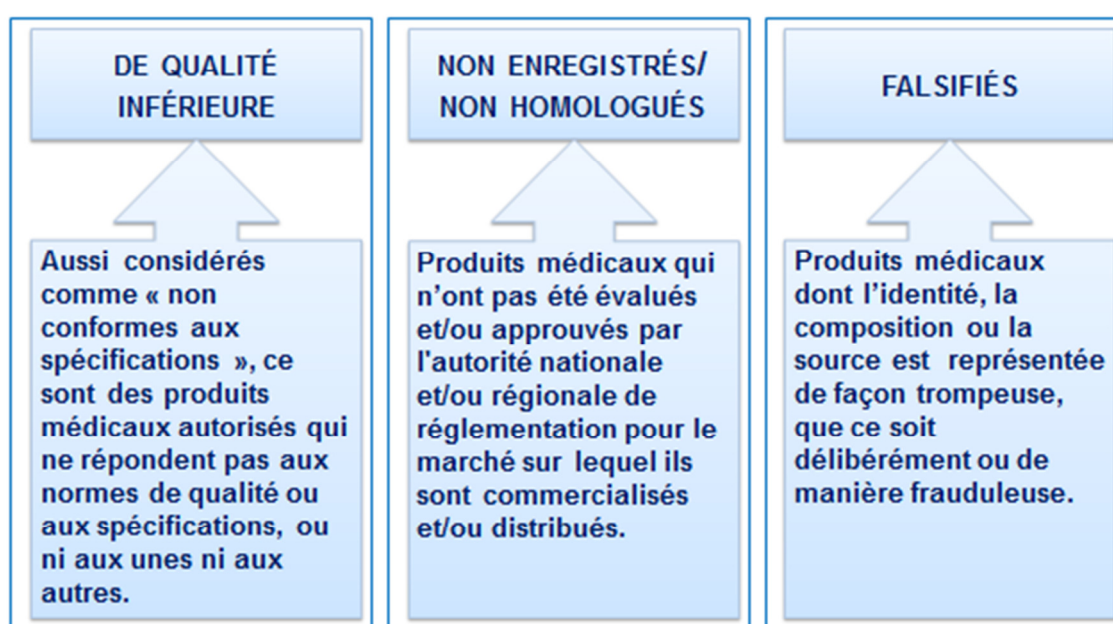 DE QUALITÉ
INFÉRIEURE
Aussi considérés
comme « non
conformes aux
spécifications », ce
sont des produits
médicaux autorisés qui
ne répondent pas aux
normes de qualité ou
aux spécifications, ou
ni aux unes ni aux
autres.
NON ENREGISTRÉS/
NON HOMOLOGUÉS
Produits médicaux qui
n’ont pas été évalués
et/ou approuvés par
l'autorité nationale
et/ou régionale de
réglementation pour le
marché sur lequel ils
sont commercialisés
et/ou distribués.
FALSIFIÉS
Produits médicaux
dont l’identité, la
composition ou la
source est représentée
de façon trompeuse,
que ce soit
délibérément ou de
manière frauduleuse.